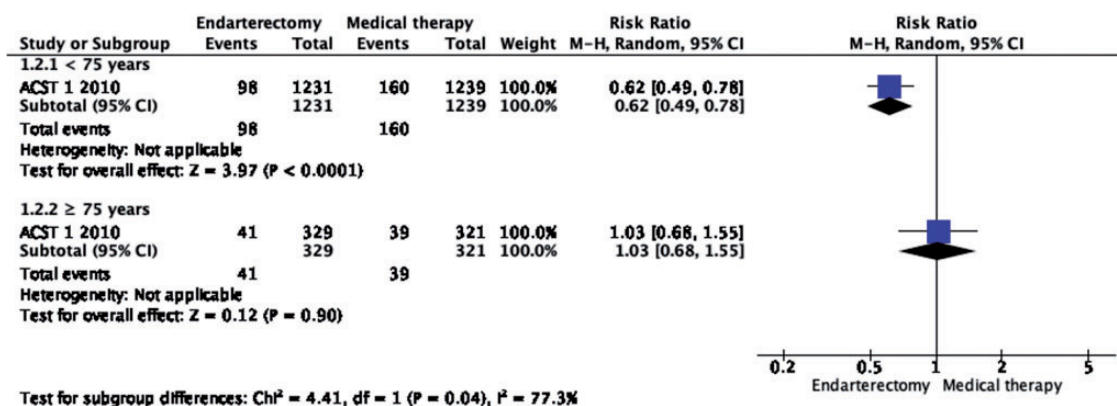 Endarterectomy Medical therapy Risk Ratio Risk Ratio
Study or Subgroup Events Total Events Total Weight M-H, Random, 95% CI M-H, Random, 95% CI
1.2.1 < 75 years
ACST 1 2010 98 1231 160 1239 100.0% 0.62 [0.49, 0.78]
Subtotal (95% CI) 1231 1239 100.0% 0.62 [0.49, 0.78]
Total events 98 160
Heterogeneity: Not applicable
Test for overall effect: Z = 3.97 (P < 0.0001)
1.2.2 ≥ 75 years
ACST 1 2010 41 329 39 321 100.0% 1.03 [0.68, 1.55]
Subtotal (95% CI) 329 321 100.0% 1.03 [0.68, 1.55]
Total events 41 39
Heterogeneity: Not applicable
Test for overall effect: Z = 0.12 (P = 0.90)
0.2 0.5 1 2 5
Endarterectomy Medical therapy
Test for subgroup differences: Chi² = 4.41, df = 1 (P = 0.04), I² = 77.3%